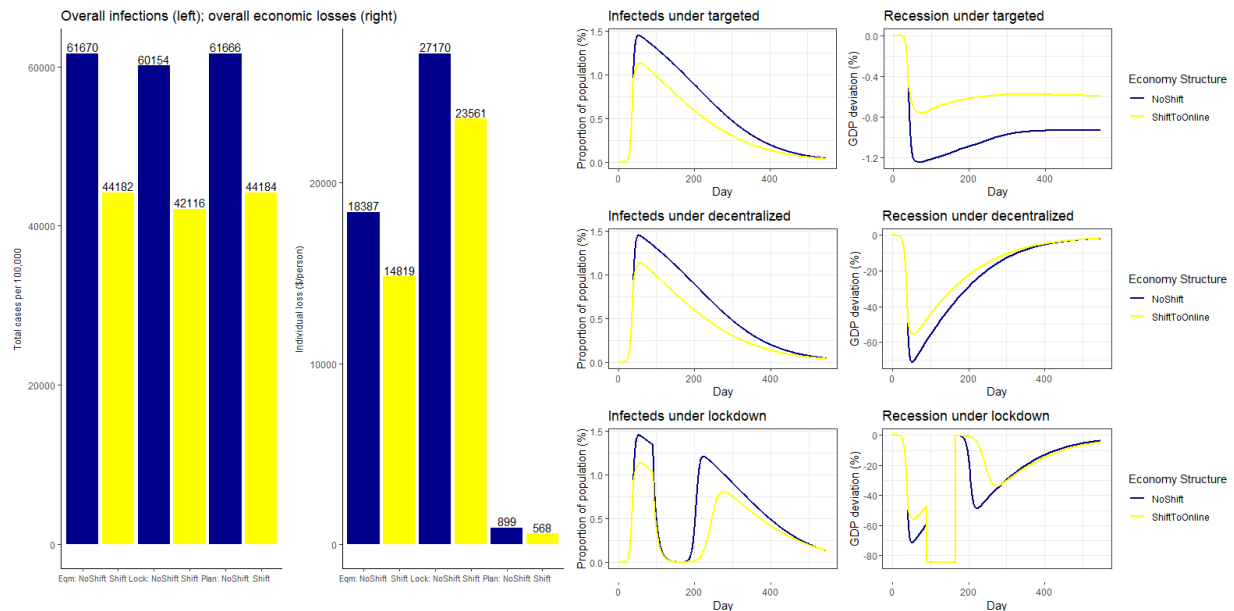 Overall infections (left); overall economic losses (right)
Total cases per 100,000
60000
40000
20000
0
61670
44182
60154
42116
61666
44184
Eqm: NoShift Shift Lock: NoShift Shift Plan: NoShift Shift
Individual loss ($/person)
20000
10000
0
18387
14819
27170
23561
899
568
Eqm: NoShift Shift Lock: NoShift Shift Plan: NoShift Shift
Infecteds under targeted
Proportion of population (%)
1.5
1.0
0.5
0.0
0 200 400
Day
Recession under targeted
GDP deviation (%)
0.0
-0.4
-0.8
-1.2
0 200 400
Day
Economy Structure
NoShift
ShiftToOnline
Infecteds under decentralized
Proportion of population (%)
1.5
1.0
0.5
0.0
0 200 400
Day
Recession under decentralized
GDP deviation (%)
0
-20
-40
-60
0 200 400
Day
Economy Structure
NoShift
ShiftToOnline
Infecteds under lockdown
Proportion of population (%)
1.5
1.0
0.5
0.0
0 200 400
Day
Recession under lockdown
GDP deviation (%)
0
-20
-40
-60
-80
0 200 400
Day
Economy Structure
NoShift
ShiftToOnline